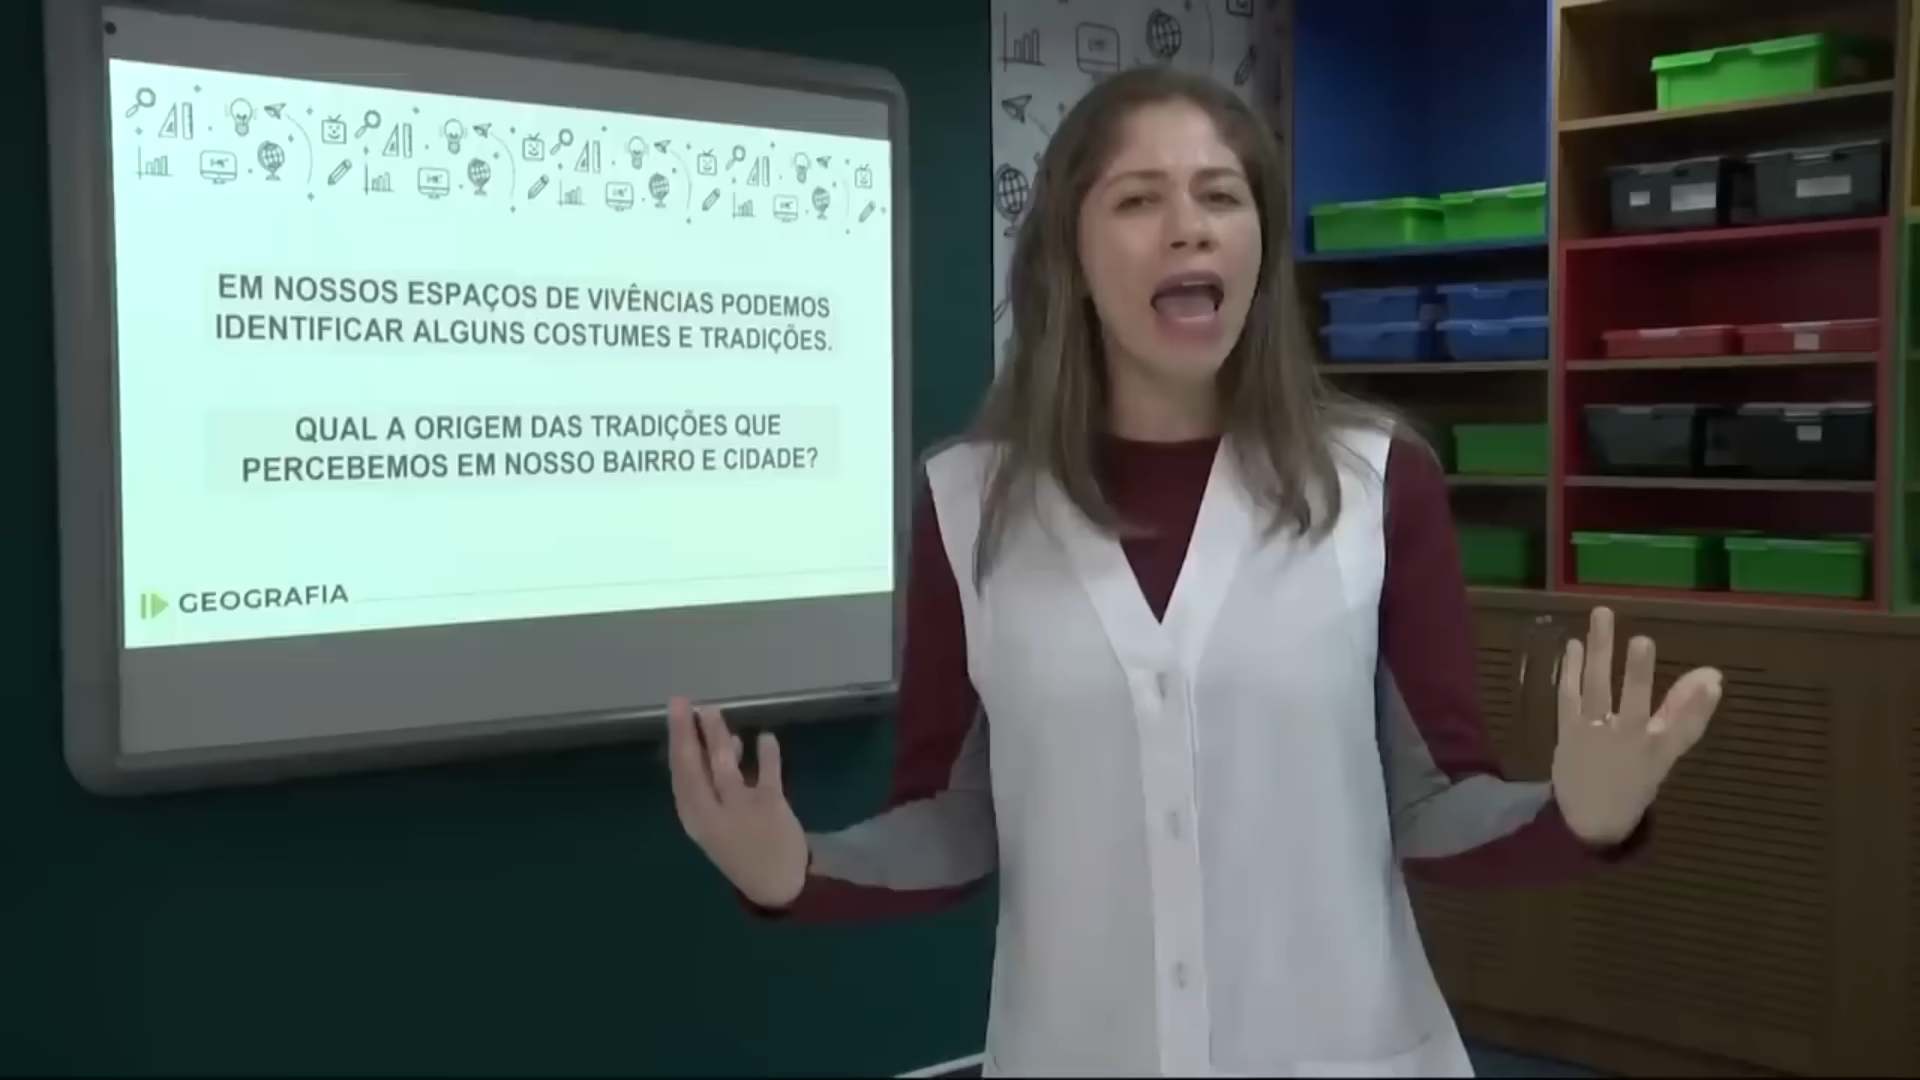 EM NOSSOS ESPAÇOS DE VIVÊNCIAS PODEMOS
IDENTIFICAR ALGUNS COSTUMES E TRADIÇÕES.
QUAL A ORIGEM DAS TRADIÇÕES QUE
PERCEBEMOS EM NOSSO BAIRRO E CIDADE?
GEOGRAFIA